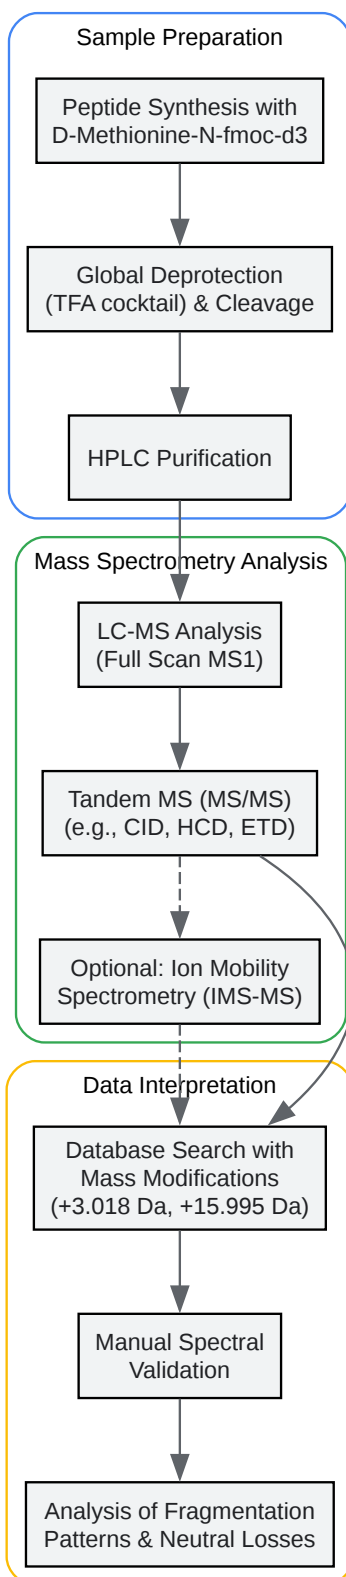 Sample Preparation
Peptide Synthesis with
D-Methionine-N-fmoc-d3
Global Deprotection
(TFA cocktail) & Cleavage
HPLC Purification
Mass Spectrometry Analysis
LC-MS Analysis
(Full Scan MS1)
Tandem MS (MS/MS)
(e.g., CID, HCD, ETD)
Optional: Ion Mobility
Spectrometry (IMS-MS)
Data Interpretation
Database Search with
Mass Modifications
(+3.018 Da, +15.995 Da)
Manual Spectral
Validation
Analysis of Fragmentation
Patterns & Neutral Losses